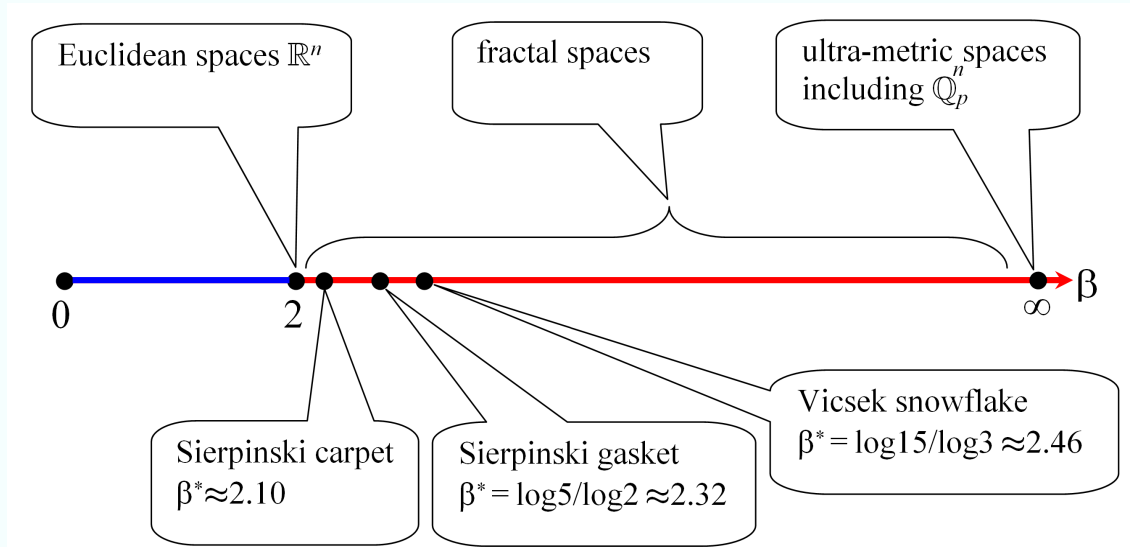 Euclidean spaces ℝⁿ
fractal spaces
ultra-metric spaces
including ℚₚⁿ
0
2
∞
β
Sierpinski carpet
β*≈2.10
Sierpinski gasket
β* = log5/log2 ≈2.32
Vicsek snowflake
β* = log15/log3 ≈2.46